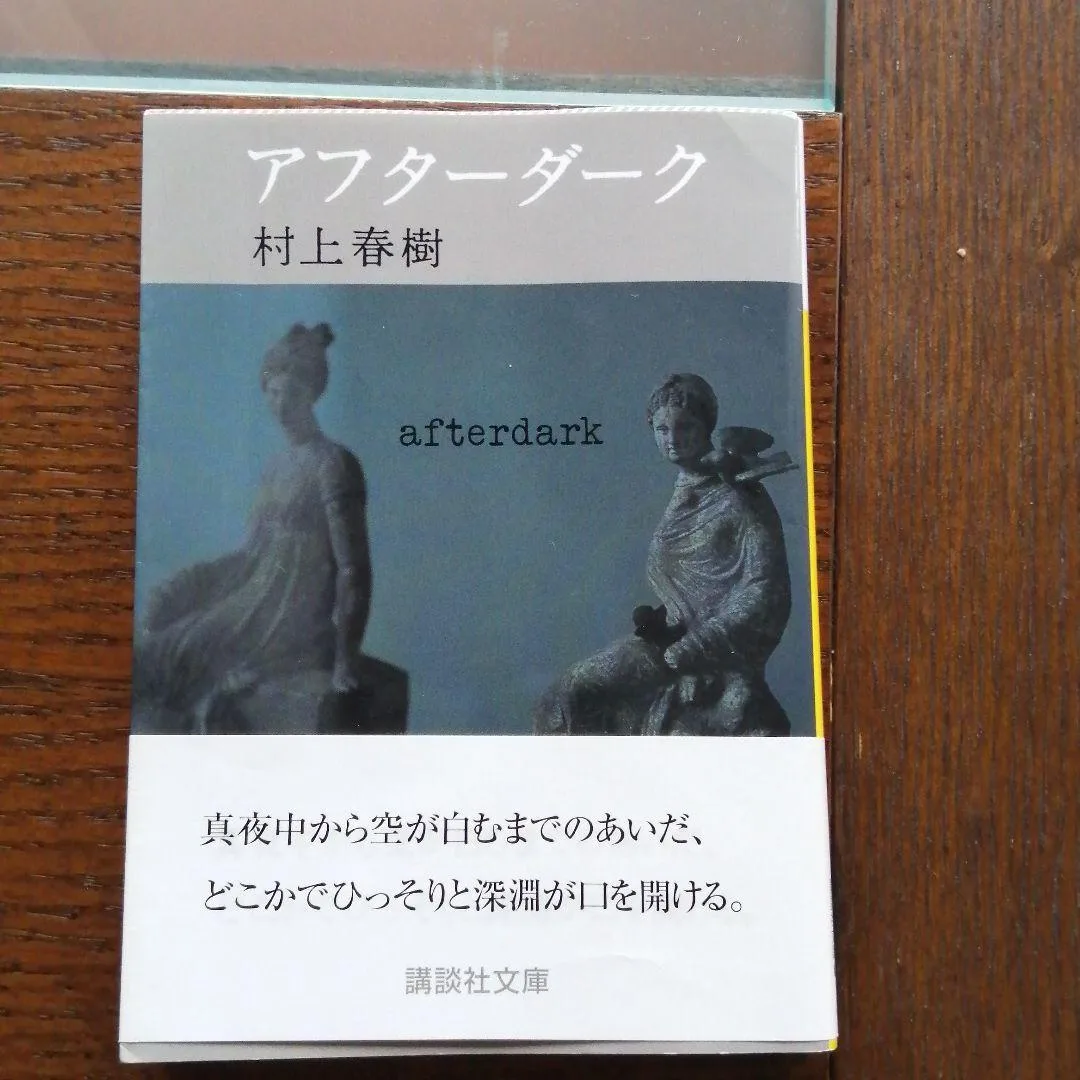 アフターダーク
村上春樹
afterdark
真夜中から空が白むまでのあいだ、
どこかでひっそりと深淵が口を開ける。
講談社文庫